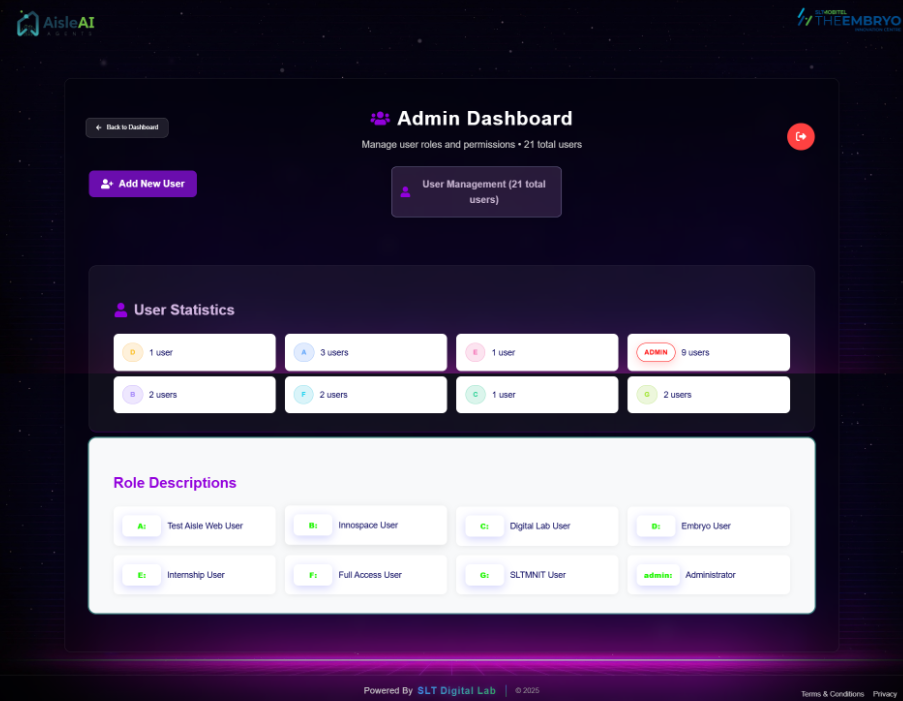 AisleAI
AGENTS
SLTMOBITEL
THEEMBRYO
INNOVATION CENTER
← Back to Dashboard
Admin Dashboard
Manage user roles and permissions • 21 total users
Add New User
User Management (21 total
users)
User Statistics
D 1 user
A 3 users
E 1 user
ADMIN 9 users
B 2 users
F 2 users
C 1 user
G 2 users
Role Descriptions
A: Test Aisle Web User
B: Innospace User
C: Digital Lab User
D: Embryo User
E: Internship User
F: Full Access User
G: SLTMNIT User
admin: Administrator
Powered By SLT Digital Lab | © 2025
Terms & Conditions Privacy